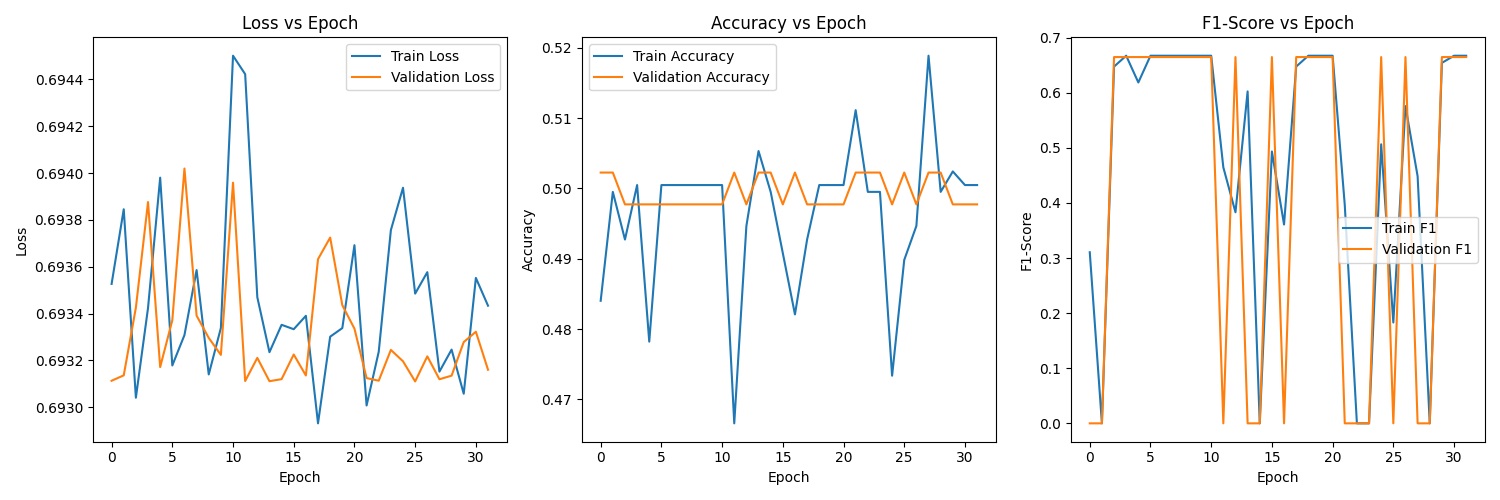 Loss vs Epoch
Train Loss
Validation Loss
0.6944
0.6942
0.6940
0.6938
0.6936
0.6934
0.6932
0.6930
Loss
0 5 10 15 20 25 30
Epoch
Accuracy vs Epoch
Train Accuracy
Validation Accuracy
0.52
0.51
0.50
0.49
0.48
0.47
Accuracy
0 5 10 15 20 25 30
Epoch
F1-Score vs Epoch
0.7
0.6
0.5
0.4
0.3
0.2
0.1
0.0
F1-Score
Train F1
Validation F1
0 5 10 15 20 25 30
Epoch